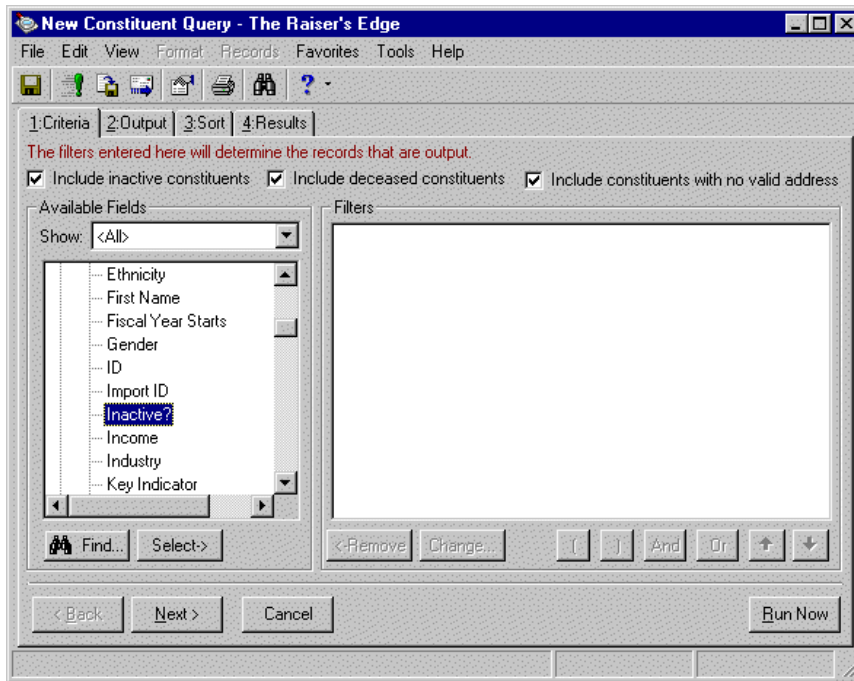 New Constituent Query - The Raiser's Edge
File Edit View Format Records Favorites Tools Help
1:Criteria 2:Output 3:Sort 4:Results
The filters entered here will determine the records that are output.
Include inactive constituents Include deceased constituents Include constituents with no valid address
Available Fields
Show: <All>
Ethnicity
First Name
Fiscal Year Starts
Gender
ID
Import ID
Inactive?
Income
Industry
Key Indicator
Find... Select->
Filters
<-Remove Change... ( ) And Or
< Back Next > Cancel Run Now